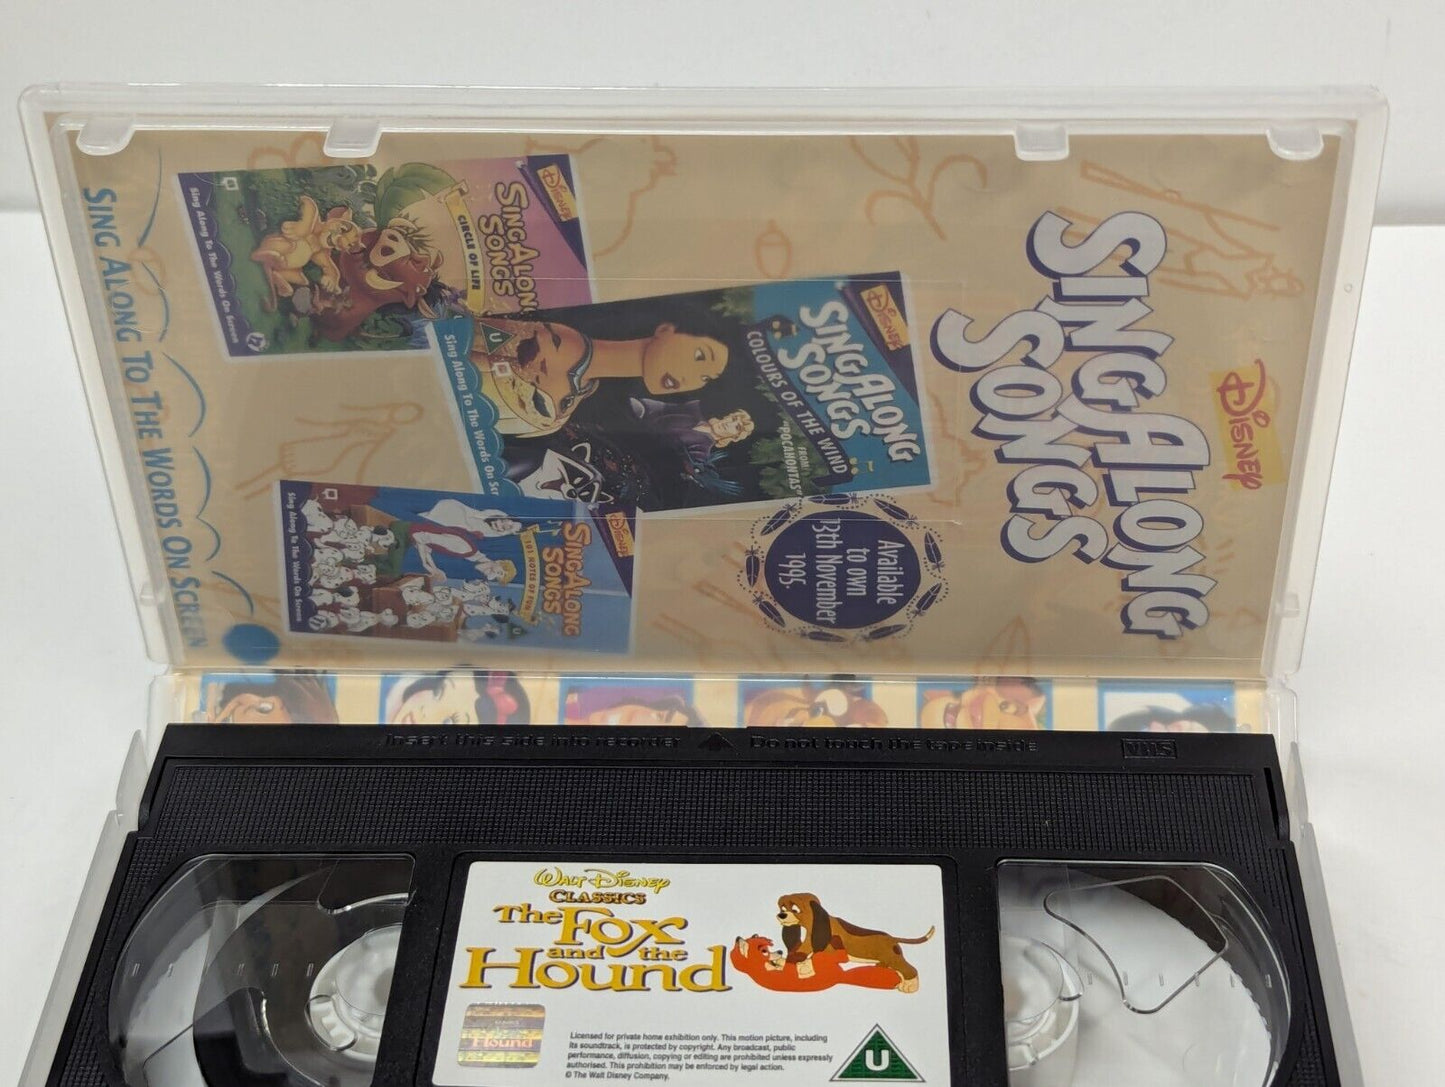 Disney
SING ALONG
SONGS
Available
to own
13th November
1995.
Disney
SING ALONG
SONGS
COLOURS OF THE WIND
FROM
"POCAHONTAS"
Sing Along To The Words On Scr
U
Disney
SING ALONG
SONGS
CIRCLE OF LIFE
Sing Along To The Words On Screen
Disney
SING ALONG
SONGS
101 NOTES OF FUN
Sing Along To The Words On Screen
U
SING ALONG TO THE WORDS ON SCREEN
Insert this side into recorder Do not touch the tape inside VHS
Walt Disney
CLASSICS
The Fox
and the
Hound
Hound
Licensed for private home exhibition only. This motion picture, including
its soundtrack, is protected by copyright. Any broadcast, public
performance, diffusion, copying or editing are prohibited unless expressly
authorised. This prohibition may be enforced by legal action.
© The Walt Disney Company.
U